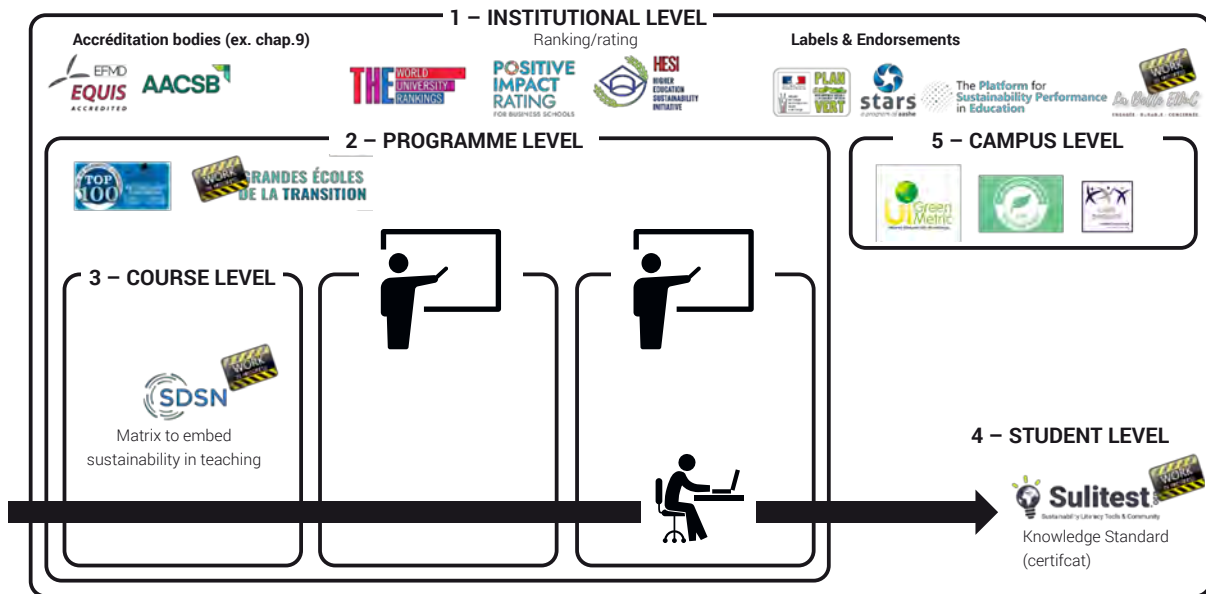 1 – INSTITUTIONAL LEVEL
Accréditation bodies (ex. chap.9)
Ranking/rating
Labels & Endorsements
EFMD
EQUIS
ACCREDITED
AACSB
THE
WORLD
UNIVERSITY
RANKINGS
POSITIVE
IMPACT
RATING
FOR BUSINESS SCHOOLS
HESI
HIGHER
EDUCATION
SUSTAINABILITY
INITIATIVE
PLAN
VERT
stars
The Platform for
Sustainability Performance
in Education
WORK
2 – PROGRAMME LEVEL
TOP
100
WORK
GRANDES ÉCOLES
DE LA TRANSITION
5 – CAMPUS LEVEL
UI
Green
Metric
3 – COURSE LEVEL
WORK
SDSN
Matrix to embed
sustainability in teaching
4 – STUDENT LEVEL
WORK
Sulitest
Sustainability Literacy Tools & Community
Knowledge Standard
(certifcat)